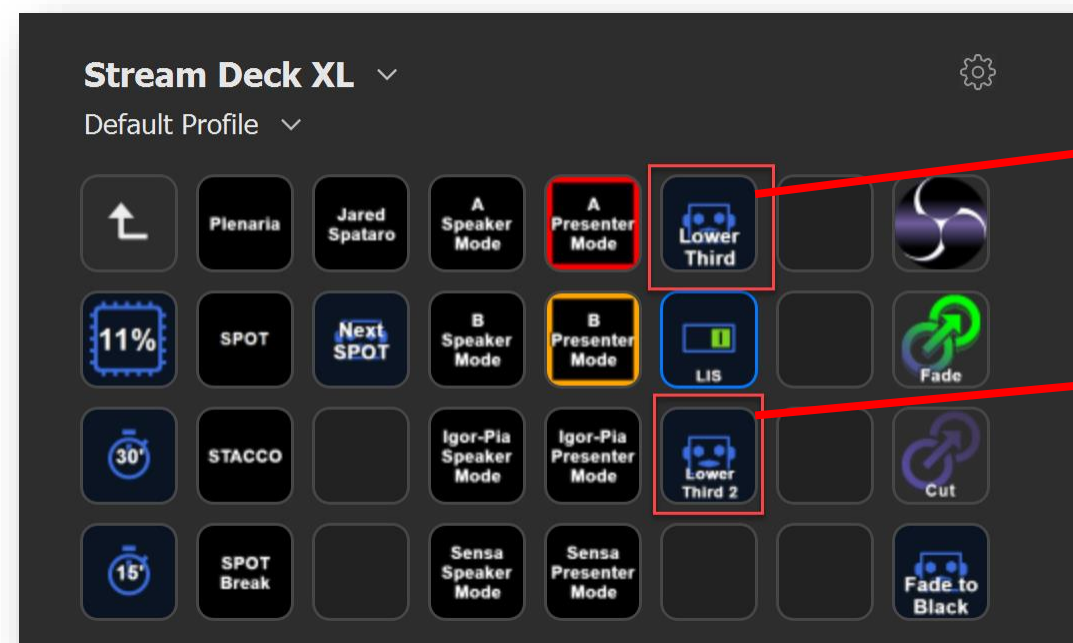 Stream Deck XL
Default Profile
Plenaria
Jared
Spataro
A
Speaker
Mode
A
Presenter
Mode
Lower
Third
11%
SPOT
Next
SPOT
B
Speaker
Mode
B
Presenter
Mode
LIS
Fade
30'
STACCO
Igor-Pia
Speaker
Mode
Igor-Pia
Presenter
Mode
Lower
Third 2
Cut
15'
SPOT
Break
Sensa
Speaker
Mode
Sensa
Presenter
Mode
Fade to
Black